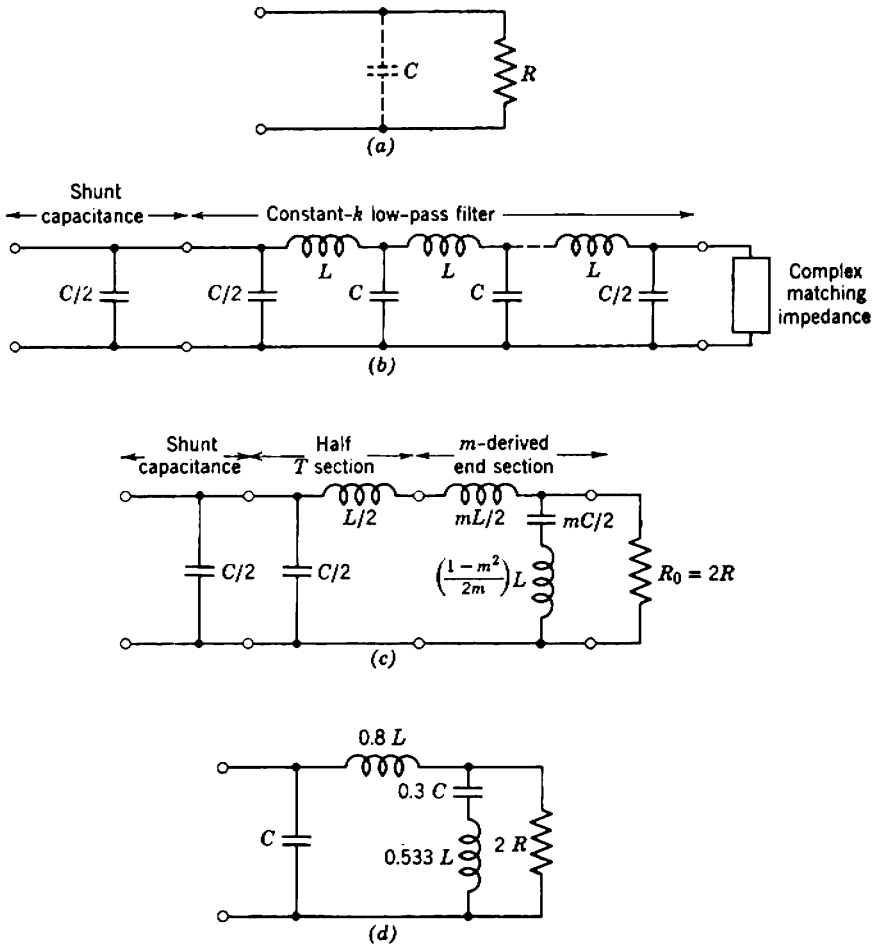 C
R
(a)
Shunt
capacitance
Constant-k low-pass filter
L
L
L
C/2
C/2
C
C
C/2
Complex
matching
impedance
(b)
Shunt
capacitance
Half
T section
m-derived
end section
L/2
mL/2
mC/2
C/2
C/2
(1 − m²
2m) L
R₀ = 2R
(c)
0.8 L
0.3 C
C
0.533 L
2 R
(d)